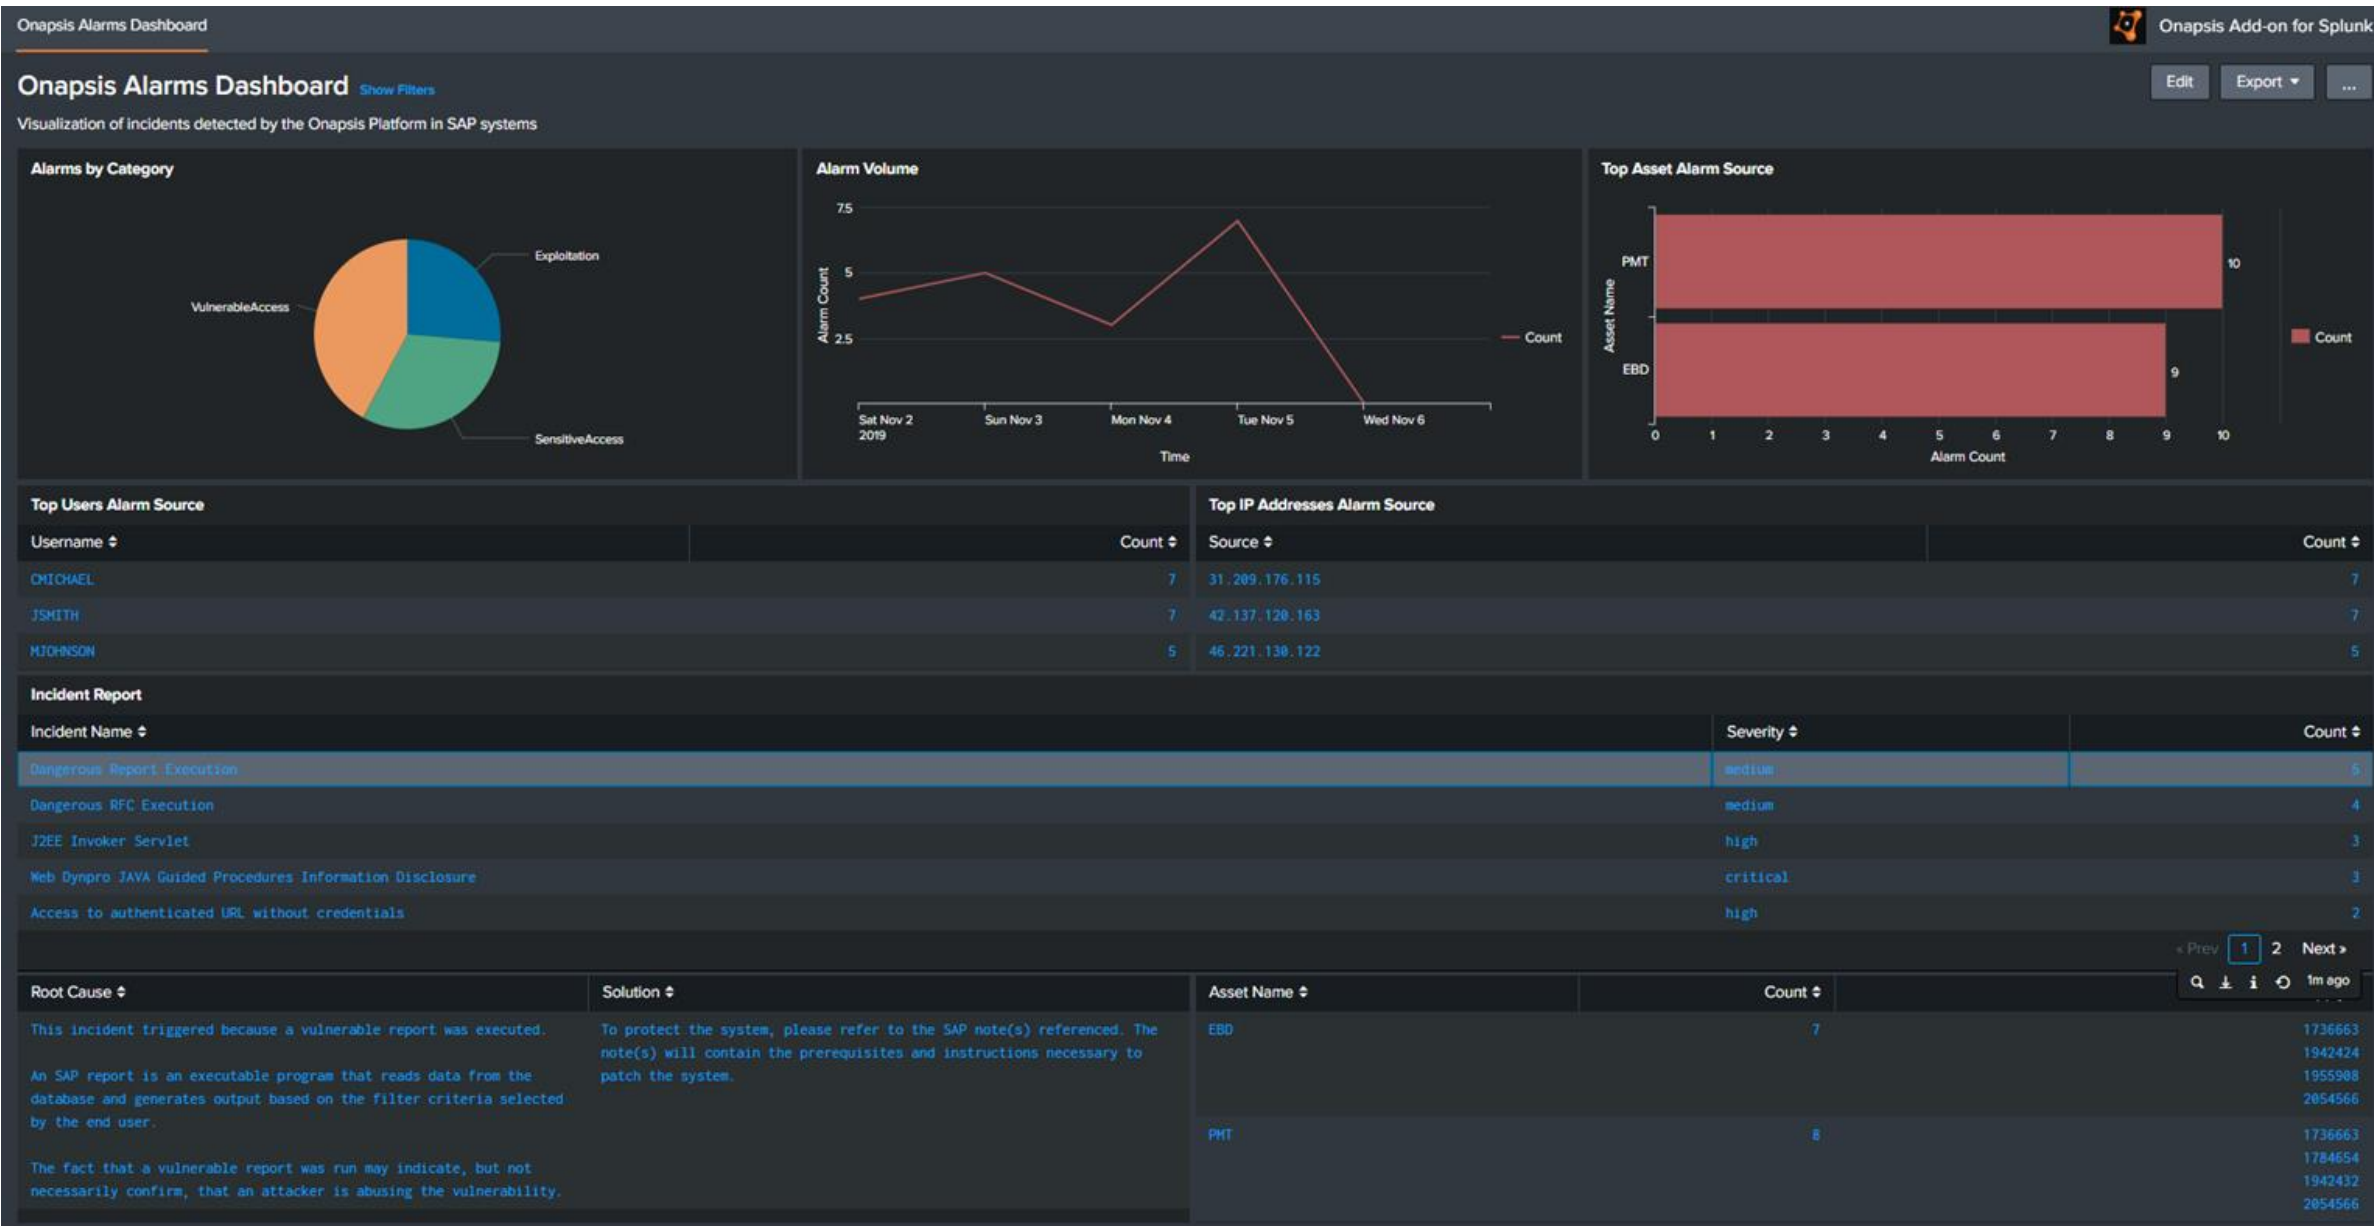 Onapsis Alarms Dashboard
Onapsis Add-on for Splunk
Onapsis Alarms Dashboard Show Filters
Edit Export ...
Visualization of incidents detected by the Onapsis Platform in SAP systems
Alarms by Category
Exploitation
VulnerableAccess
SensitiveAccess
Alarm Volume
7.5
5
2.5
Alarm Count
Sat Nov 2 Sun Nov 3 Mon Nov 4 Tue Nov 5 Wed Nov 6
2019
Time
Count
Top Asset Alarm Source
Asset Name
PMT
10
EBD
9
0 1 2 3 4 5 6 7 8 9 10
Alarm Count
Count
Top Users Alarm Source
Username Count
CMICHAEL 7
JSMITH 7
MJOHNSON 5
Top IP Addresses Alarm Source
Source Count
31.209.176.115 7
42.137.120.163 7
46.221.130.122 5
Incident Report
Incident Name Severity Count
Dangerous Report Execution medium
Dangerous RFC Execution medium 4
J2EE Invoker Servlet high 3
Web Dynpro JAVA Guided Procedures Information Disclosure critical 3
Access to authenticated URL without credentials high 2
« Prev 1 2 Next »
1m ago
Root Cause Solution
This incident triggered because a vulnerable report was executed.
An SAP report is an executable program that reads data from the
database and generates output based on the filter criteria selected
by the end user.
The fact that a vulnerable report was run may indicate, but not
necessarily confirm, that an attacker is abusing the vulnerability.
To protect the system, please refer to the SAP note(s) referenced. The
note(s) will contain the prerequisites and instructions necessary to
patch the system.
Asset Name Count
EBD 7 1736663
1942424
1955908
2054566
PMT 8 1736663
1784654
1942432
2054566